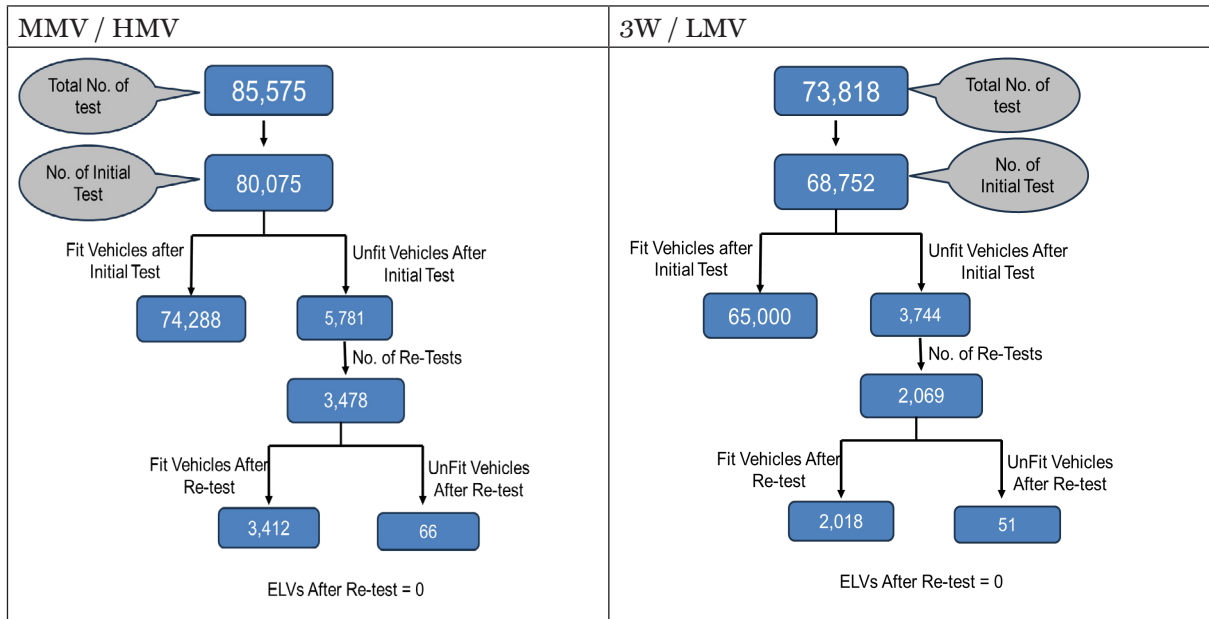 MMV / HMV
Total No. of
test
85,575
No. of Initial
Test
80,075
Fit Vehicles after
Initial Test
Unfit Vehicles After
Initial Test
74,288
5,781
No. of Re-Tests
3,478
Fit Vehicles After
Re-test
UnFit Vehicles
After Re-test
3,412
66
ELVs After Re-test = 0
3W / LMV
73,818
Total No. of
test
68,752
No. of
Initial Test
Fit Vehicles after
Initial Test
Unfit Vehicles After
Initial Test
65,000
3,744
No. of Re-Tests
2,069
Fit Vehicles After
Re-test
UnFit Vehicles
After Re-test
2,018
51
ELVs After Re-test = 0